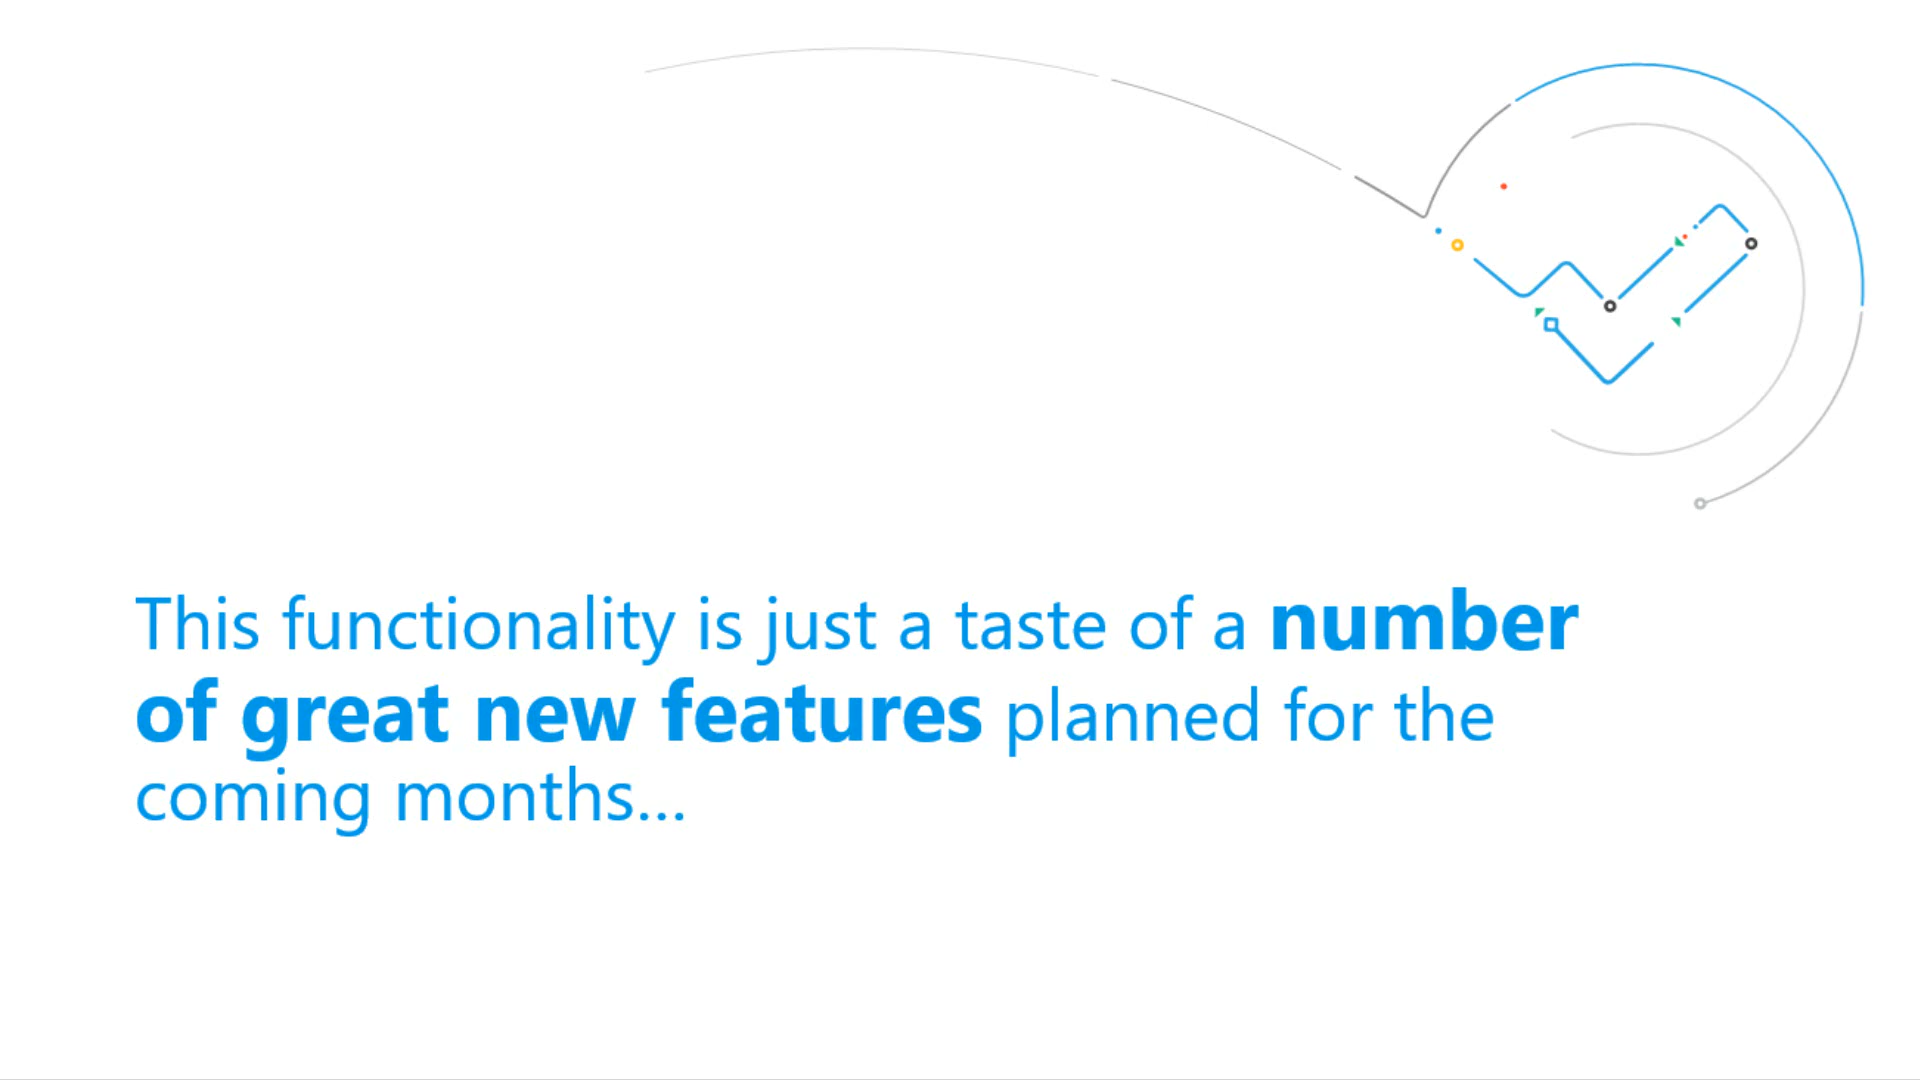 This functionality is just a taste of a number
of great new features planned for the
coming months...